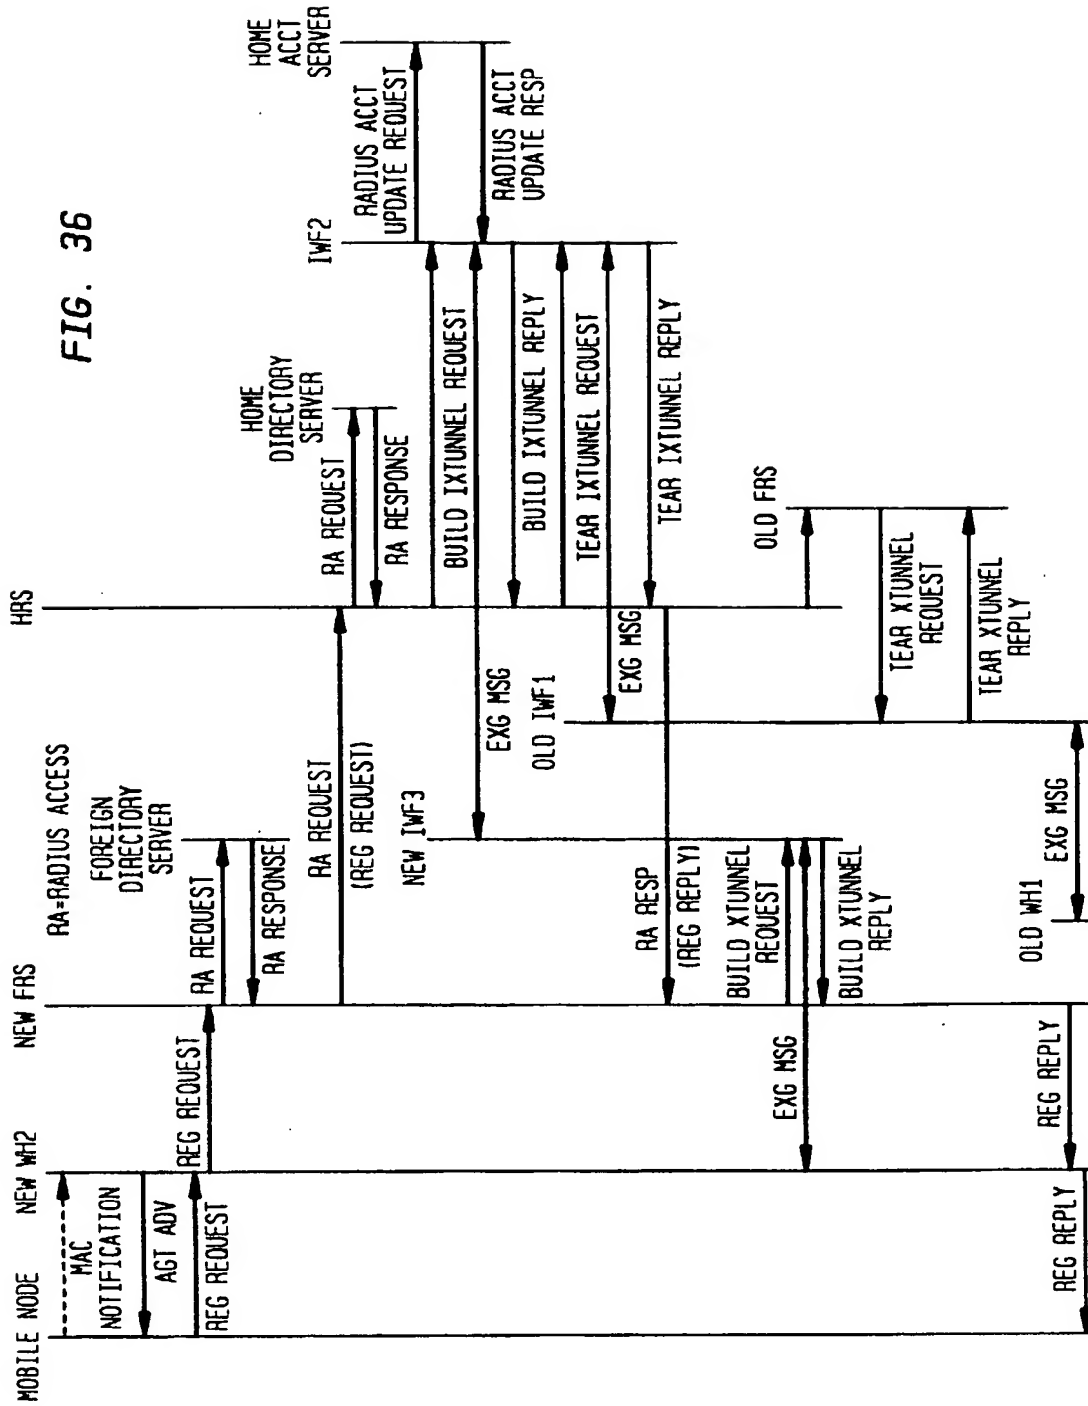 FIG. 36
RA=RADIUS ACCESS
MOBILE NODE
NEW WH2
NEW FRS
FOREIGN
DIRECTORY
SERVER
HRS
HOME
DIRECTORY
SERVER
IWF2
HOME
ACCT
SERVER
MAC
NOTIFICATION
AGT ADV
REG REQUEST
REG REQUEST
RA REQUEST
RA RESPONSE
RA REQUEST
(REG REQUEST)
RA REQUEST
RA RESPONSE
RADIUS ACCT
UPDATE REQUEST
RADIUS ACCT
UPDATE RESP
BUILD IXTUNNEL REQUEST
NEW IWF3
EXG MSG
BUILD IXTUNNEL REPLY
OLD IWF1
TEAR IXTUNNEL REQUEST
EXG MSG
TEAR IXTUNNEL REPLY
RA RESP
(REG REPLY)
BUILD XTUNNEL
REQUEST
EXG MSG
BUILD XTUNNEL
REPLY
OLD FRS
TEAR XTUNNEL
REQUEST
TEAR XTUNNEL
REPLY
OLD WH1
EXG MSG
REG REPLY
REG REPLY